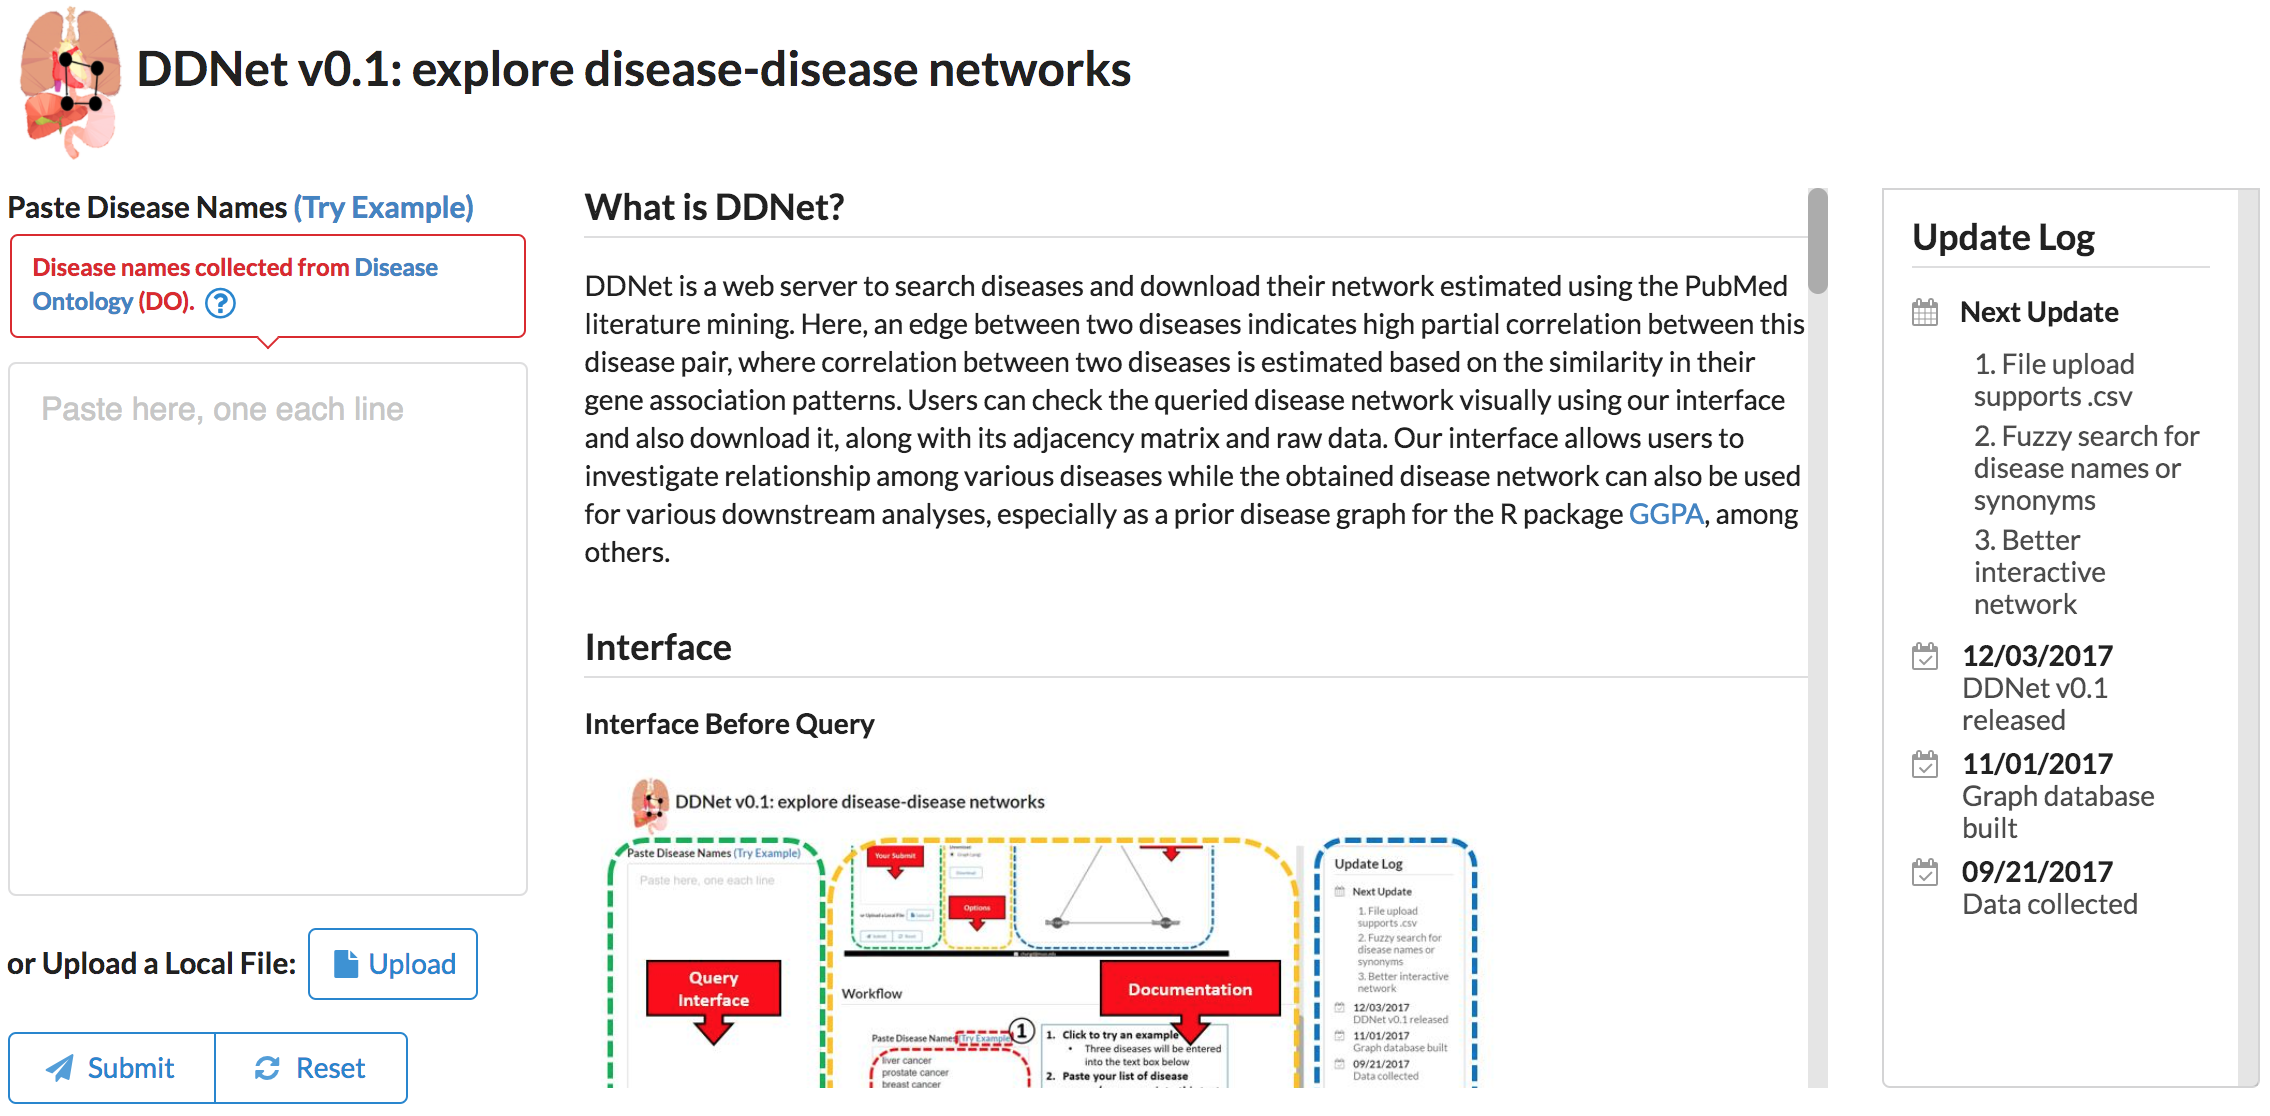 DDNet v0.1: explore disease-disease networks
Paste Disease Names (Try Example)
Disease names collected from Disease
Ontology (DO). ?
Paste here, one each line
or Upload a Local File: Upload
Submit Reset
What is DDNet?
DDNet is a web server to search diseases and download their network estimated using the PubMed
literature mining. Here, an edge between two diseases indicates high partial correlation between this
disease pair, where correlation between two diseases is estimated based on the similarity in their
gene association patterns. Users can check the queried disease network visually using our interface
and also download it, along with its adjacency matrix and raw data. Our interface allows users to
investigate relationship among various diseases while the obtained disease network can also be used
for various downstream analyses, especially as a prior disease graph for the R package GGPA, among
others.
Interface
Interface Before Query
DDNet v0.1: explore disease-disease networks
Paste Disease Names (Try Example)
Paste here, one each line
Query
Interface
Your Submit
Download
Options
or Upload a Local File:
Submit Reset
Workflow
Documentation
Paste Disease Names (Try Example)
1
liver cancer
prostate cancer
breast cancer
1. Click to try an example
• Three diseases will be entered
into the text box below
2. Paste your list of disease
Update Log
Next Update
1. File upload
supports .csv
2. Fuzzy search for
disease names or
synonyms
3. Better interactive
network
12/03/2017
DDNet v0.1 released
11/01/2017
Graph database built
09/21/2017
Data collected
Update Log
Next Update
1. File upload
supports .csv
2. Fuzzy search for
disease names or
synonyms
3. Better
interactive
network
12/03/2017
DDNet v0.1
released
11/01/2017
Graph database
built
09/21/2017
Data collected